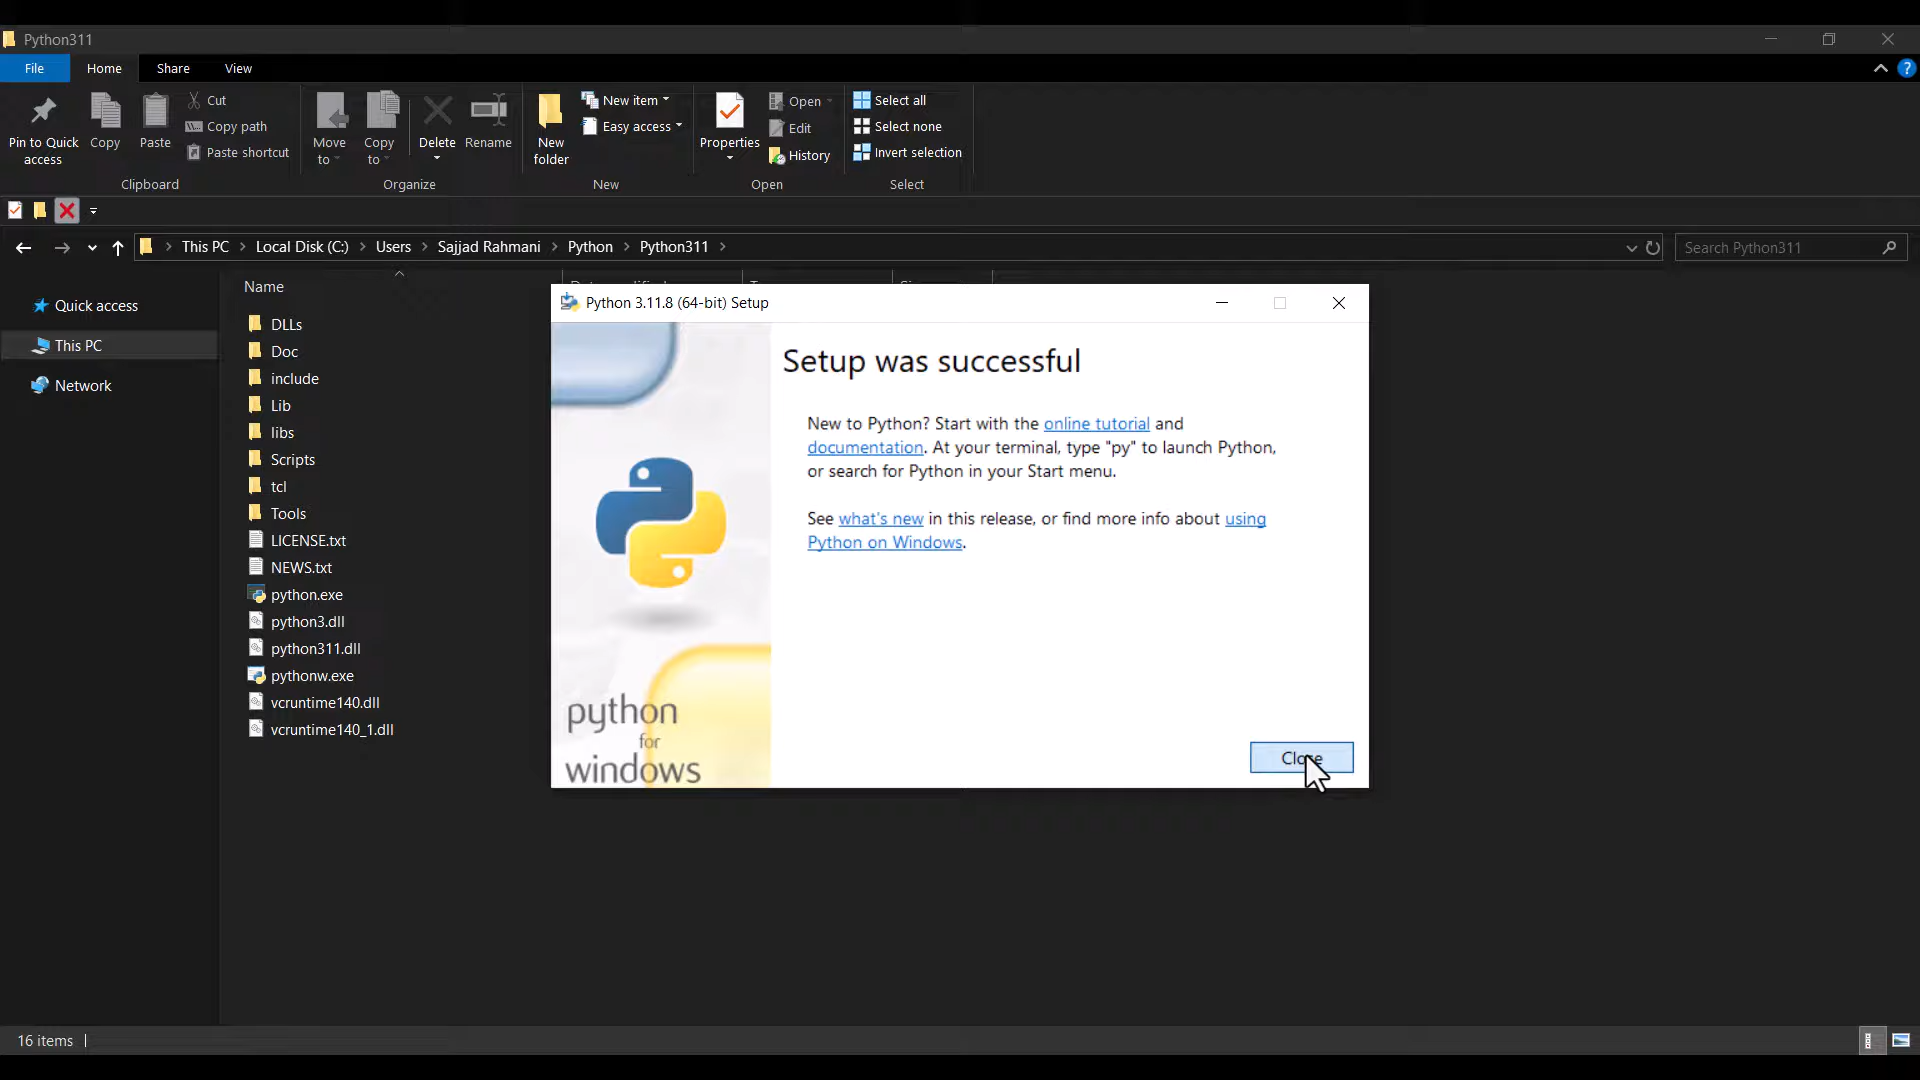 Python311
File Home Share View
Pin to Quick access
Copy
Paste
Cut
Copy path
Paste shortcut
Clipboard
Move to
Copy to
Delete
Rename
Organize
New folder
New item
Easy access
New
Properties
Open
Edit
History
Open
Select all
Select none
Invert selection
Select
This PC > Local Disk (C:) > Users > Sajjad Rahmani > Python > Python311 >
Search Python311
Quick access
This PC
Network
Name
DLLs
Doc
include
Lib
libs
Scripts
tcl
Tools
LICENSE.txt
NEWS.txt
python.exe
python3.dll
python311.dll
pythonw.exe
vcruntime140.dll
vcruntime140_1.dll
Python 3.11.8 (64-bit) Setup
Setup was successful
New to Python? Start with the online tutorial and
documentation. At your terminal, type "py" to launch Python,
or search for Python in your Start menu.
See what's new in this release, or find more info about using
Python on Windows.
python
for
windows
Close
16 items